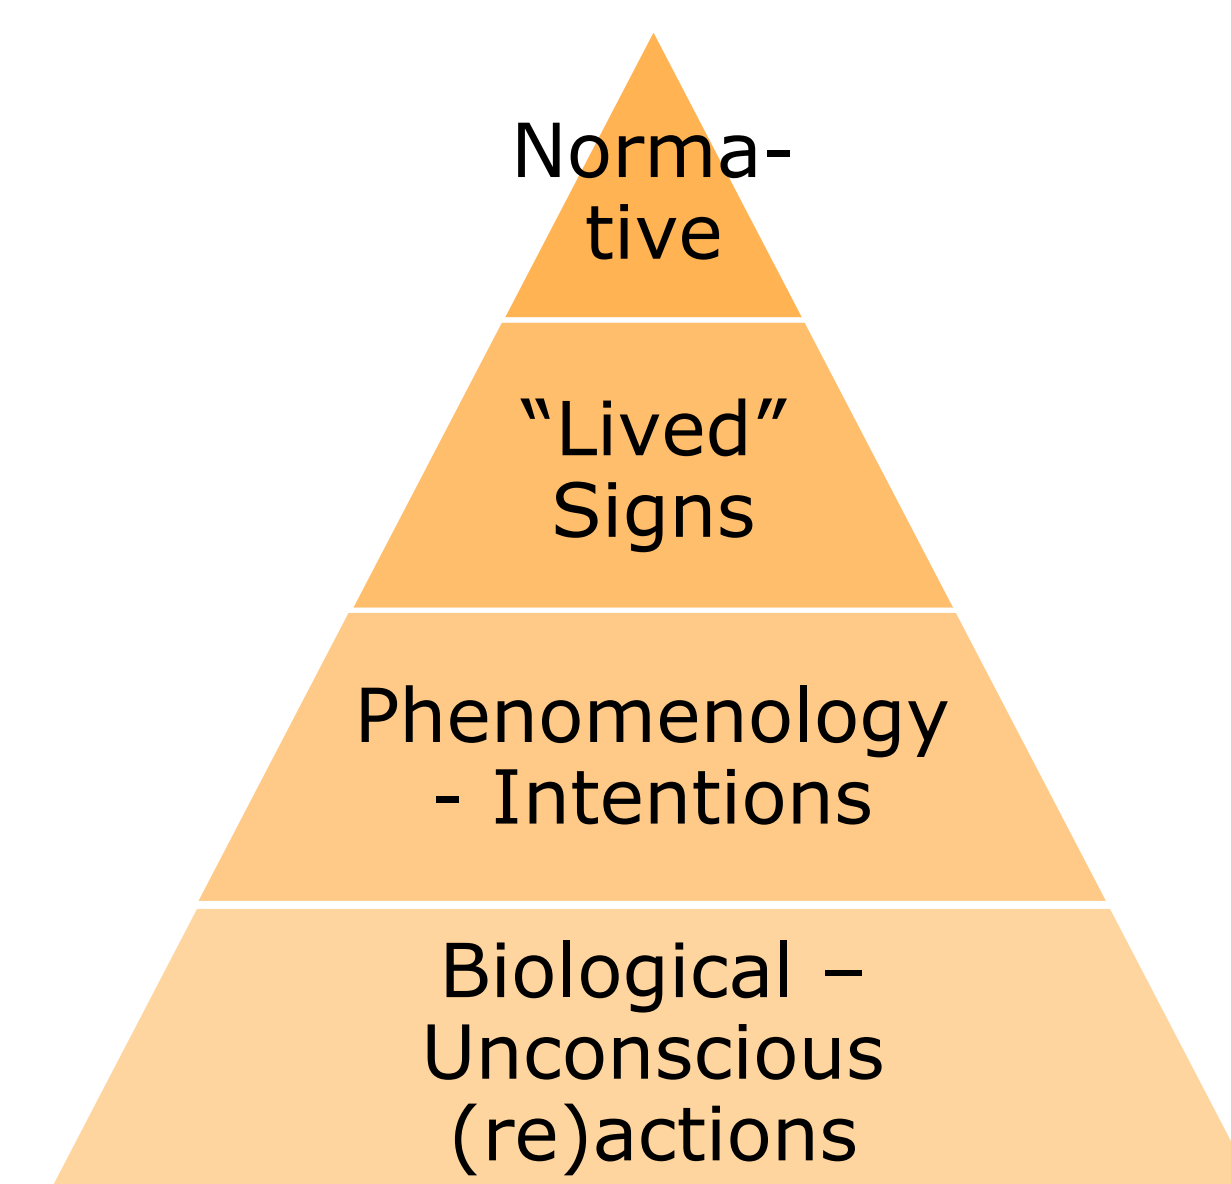 Norma-
tive
“Lived”
Signs
Phenomenology
- Intentions
Biological –
Unconscious
(re)actions